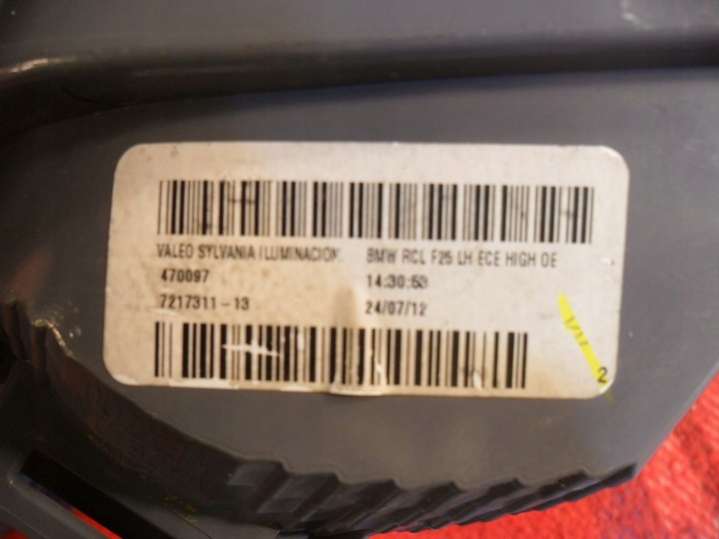 VALEO SYLVANIA ILUMINACION. BMW RCL F25 LH ECE HIGH OE
470097 14:30:53
7217311-13 24/07/12
2